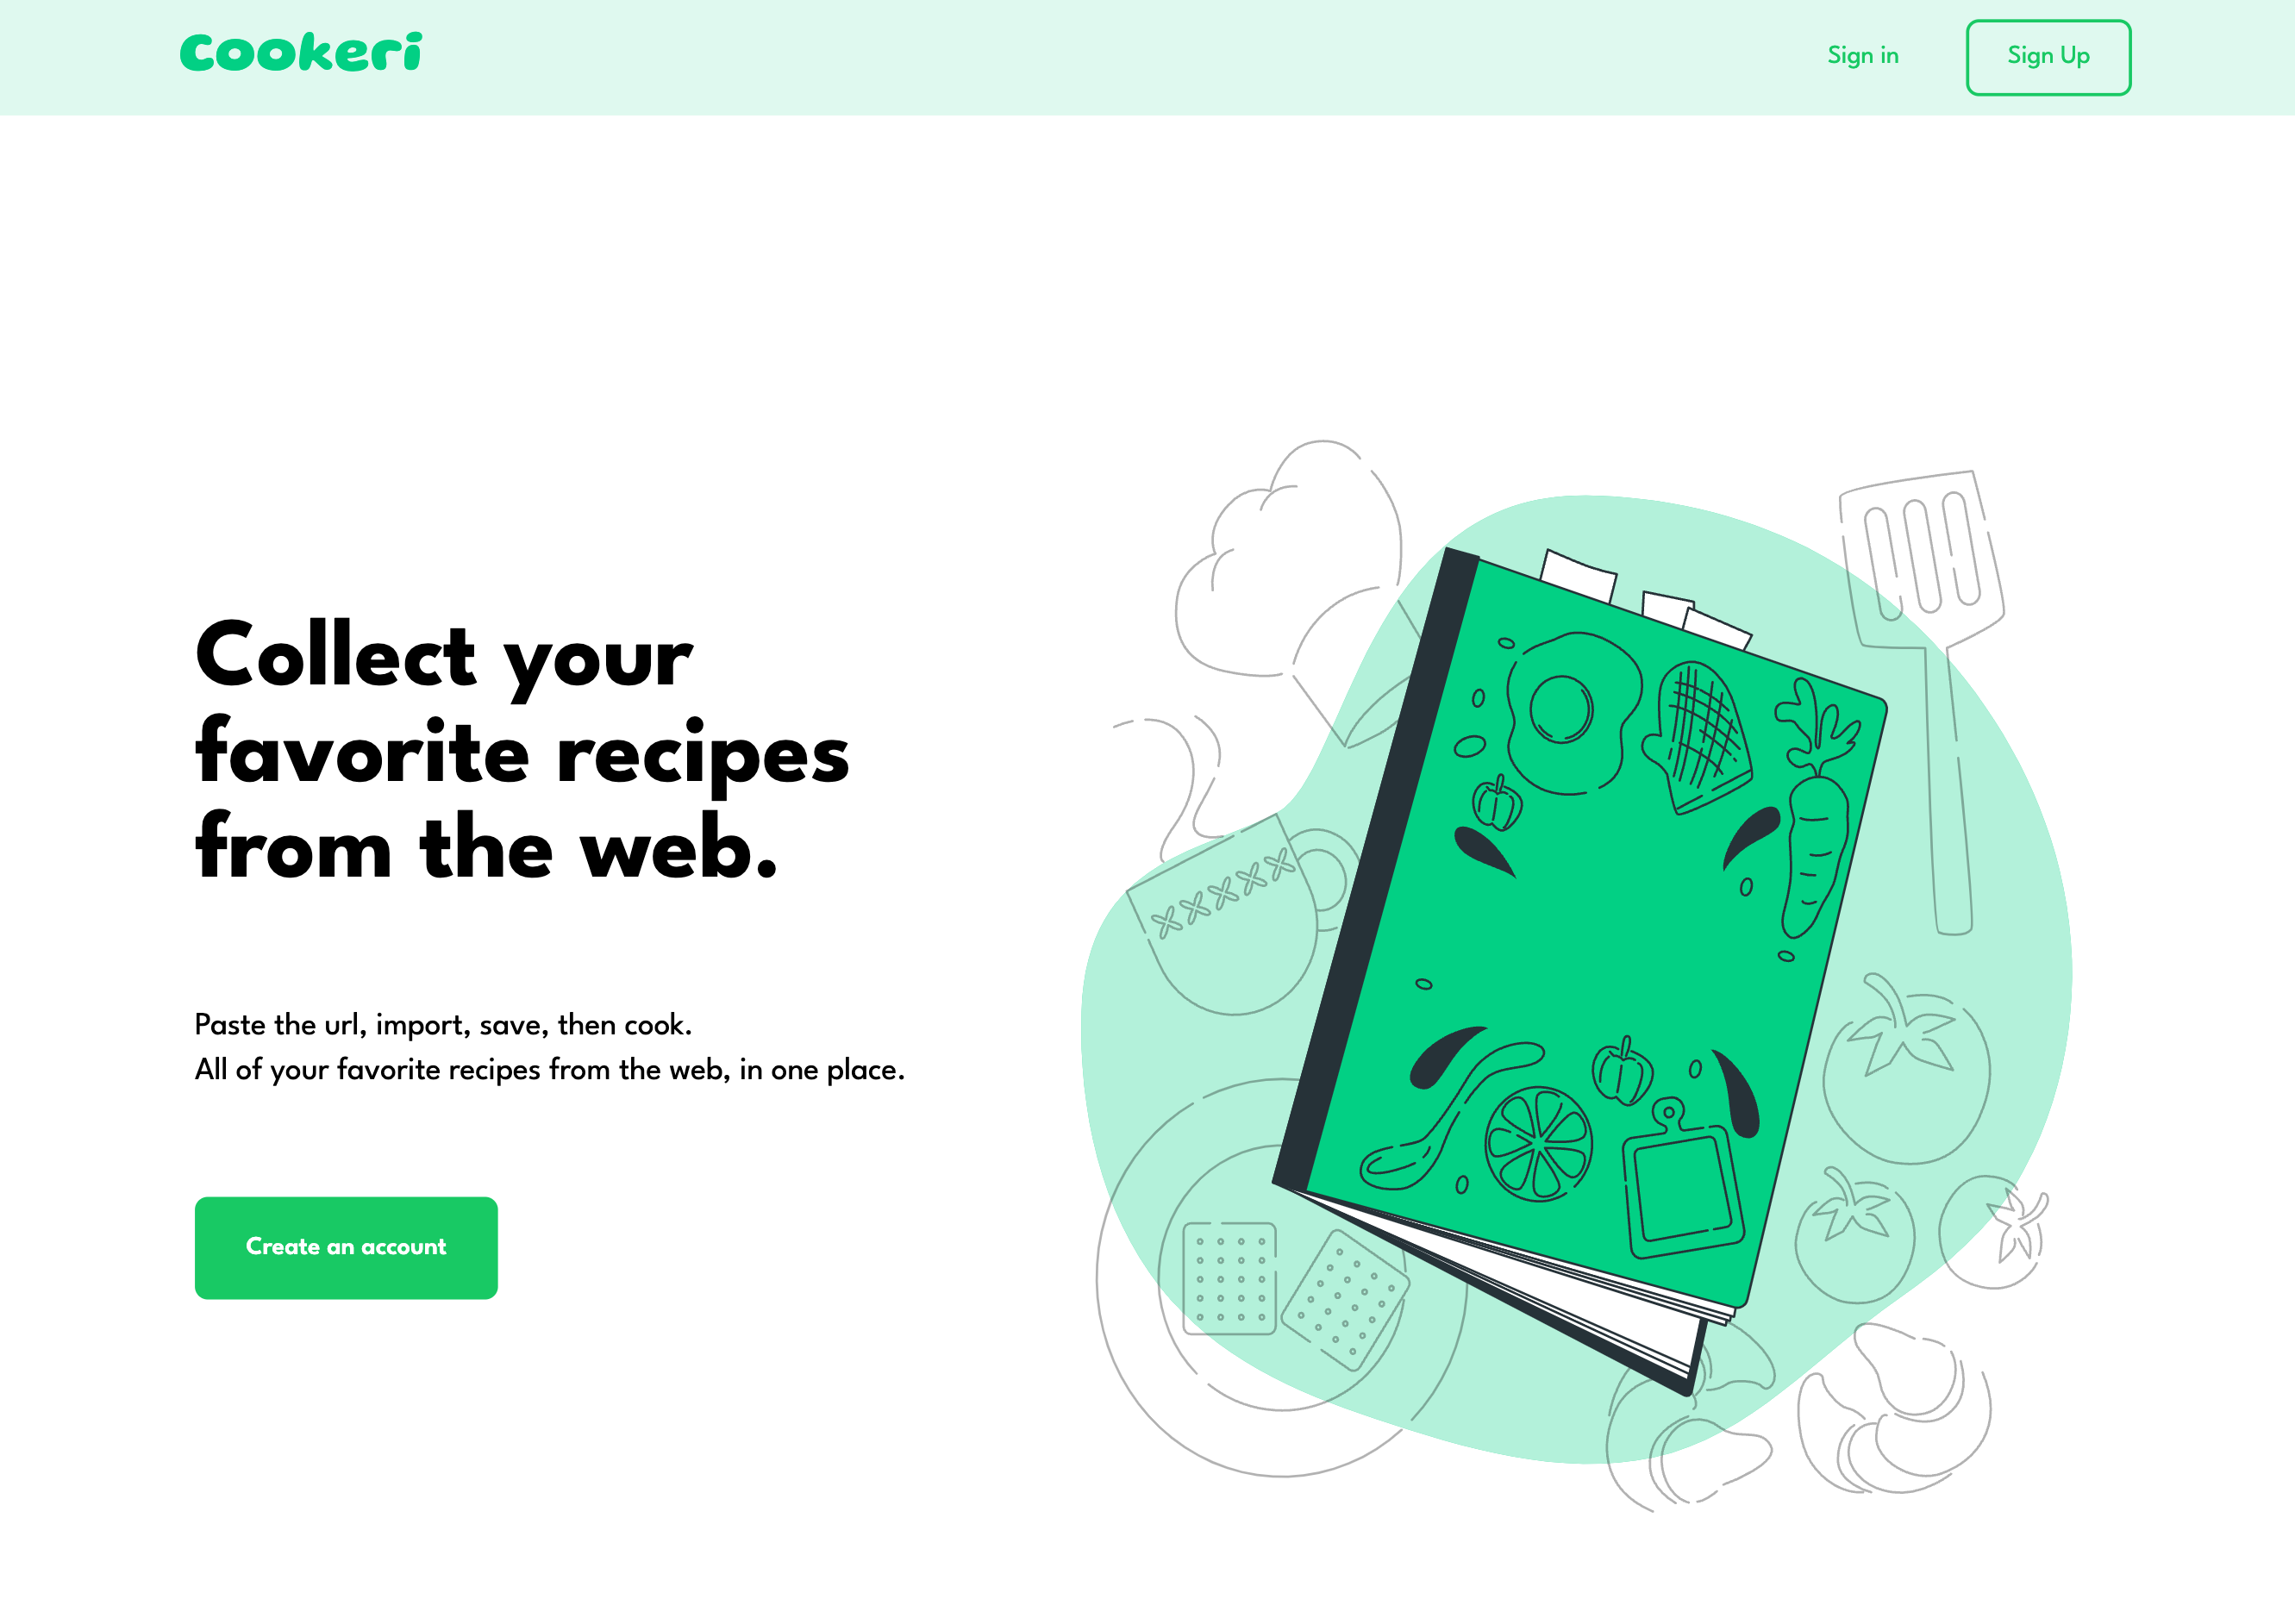 Cookeri
Sign in
Sign Up
Collect your
favorite recipes
from the web.
Paste the url, import, save, then cook.
All of your favorite recipes from the web, in one place.
Create an account